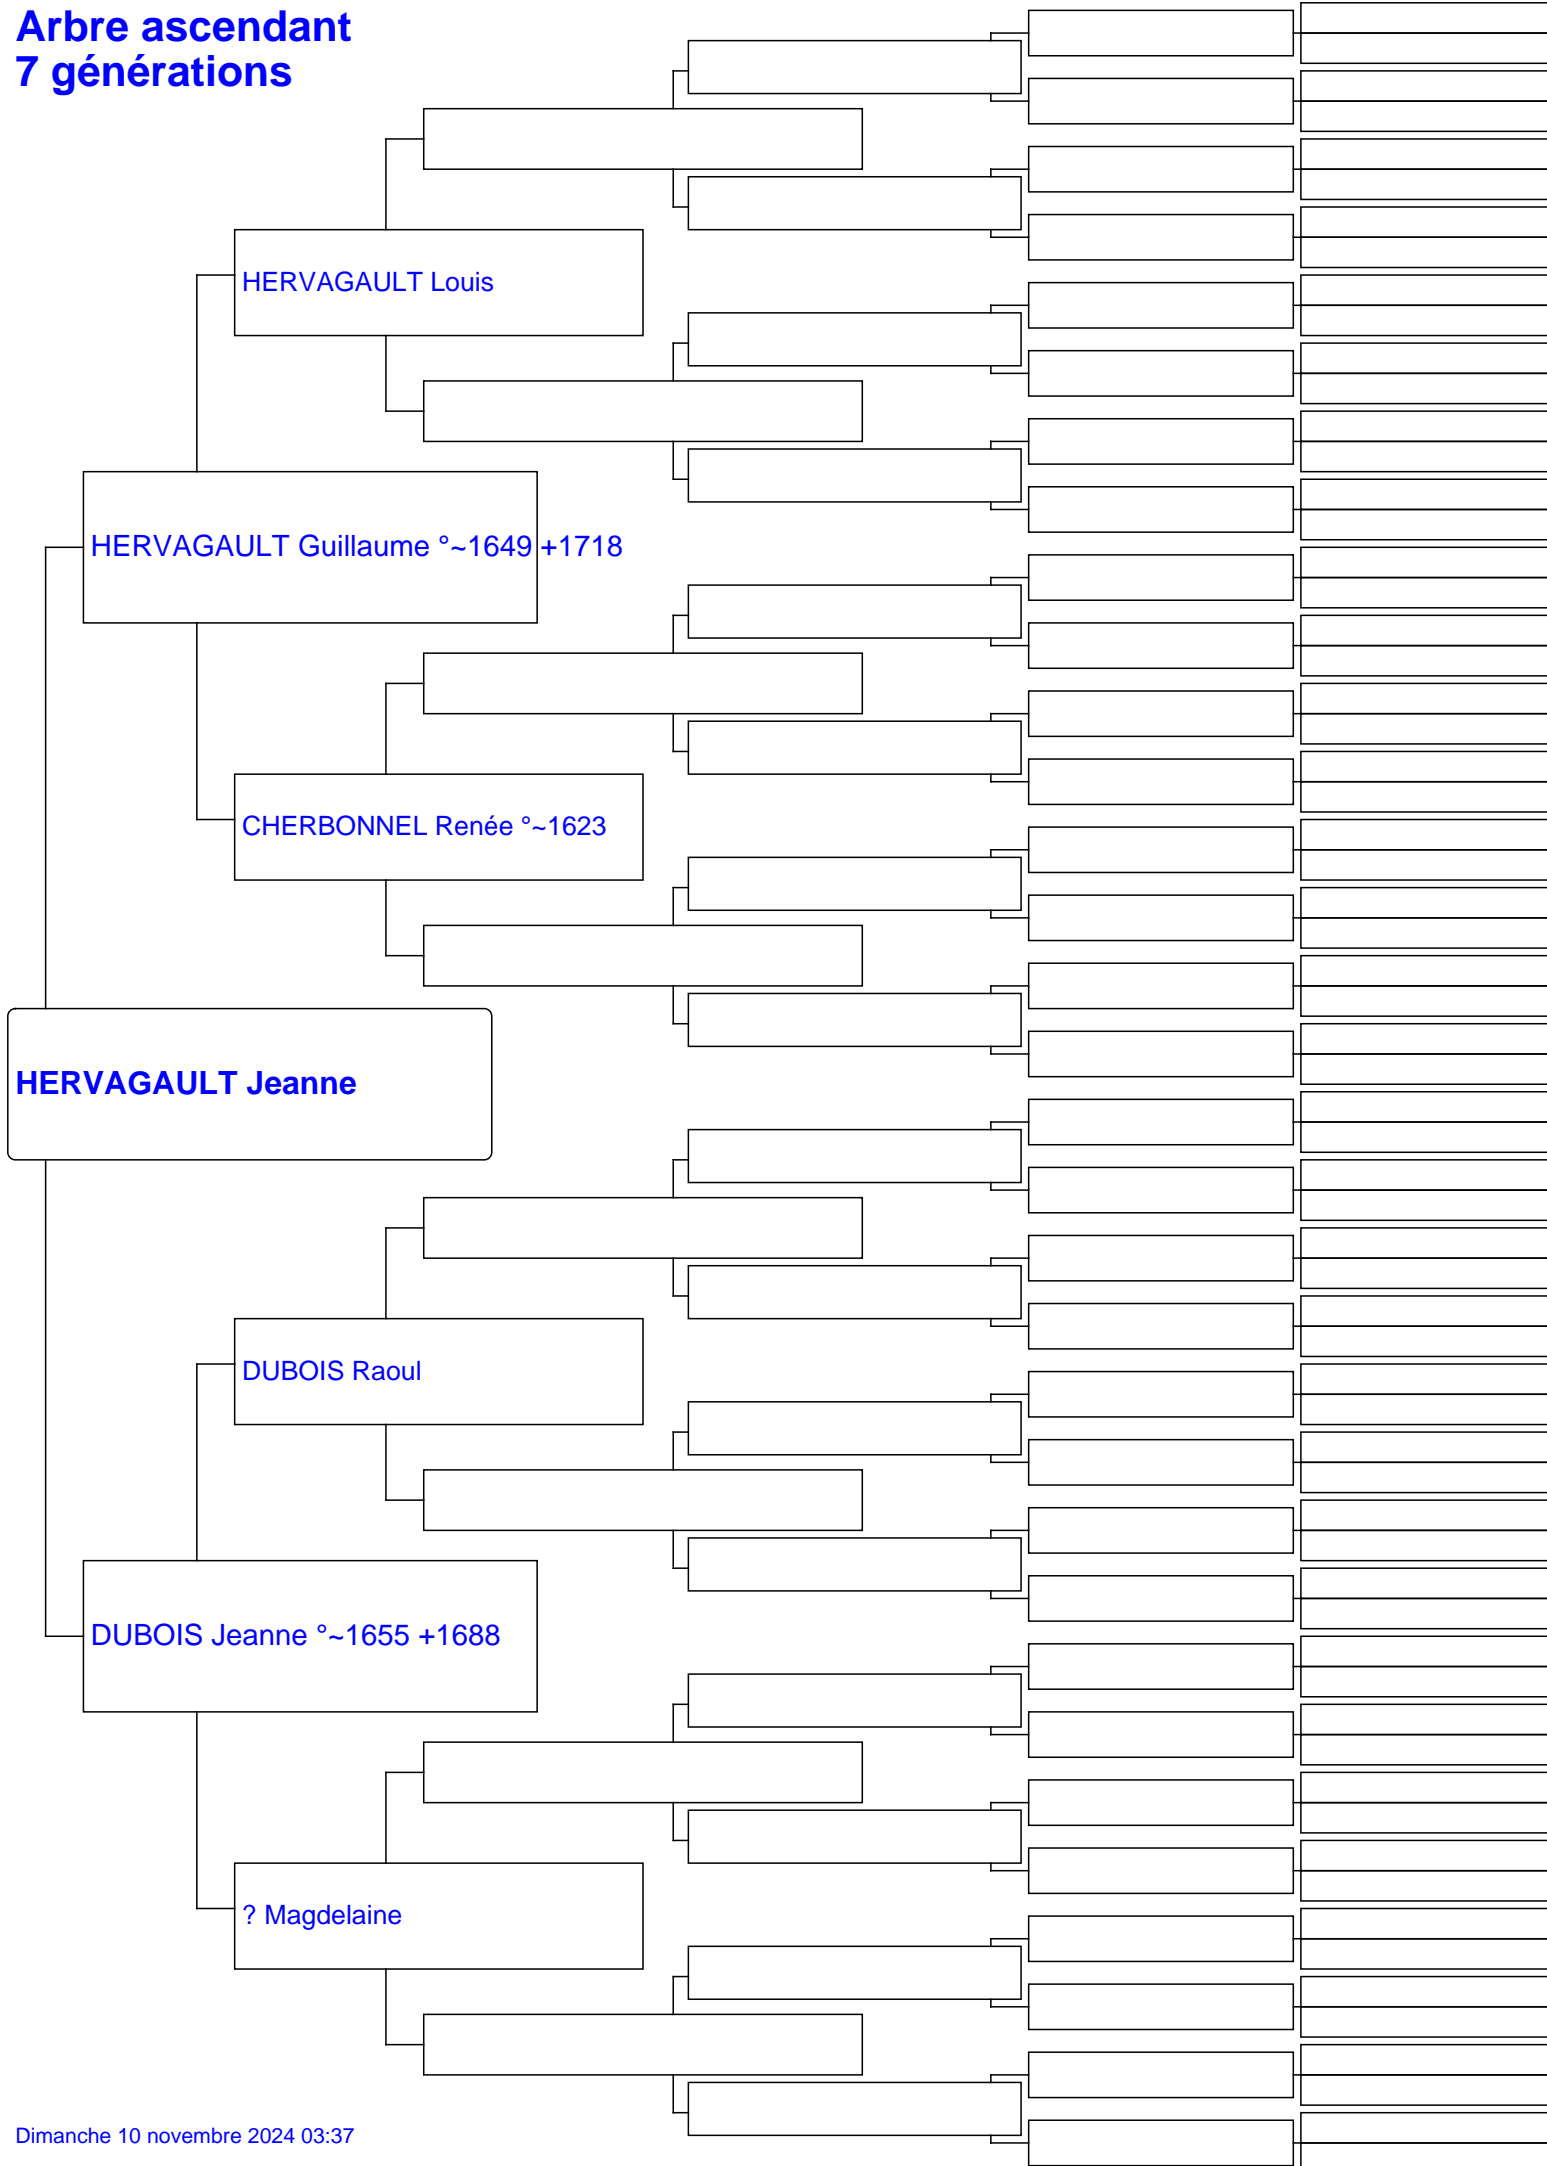 Arbre ascendant
7 générations
HERVAGAULT Louis
HERVAGAULT Guillaume °~1649 +1718
CHERBONNEL Renée °~1623
HERVAGAULT Jeanne
DUBOIS Raoul
DUBOIS Jeanne °~1655 +1688
? Magdelaine
Dimanche 10 novembre 2024 03:37